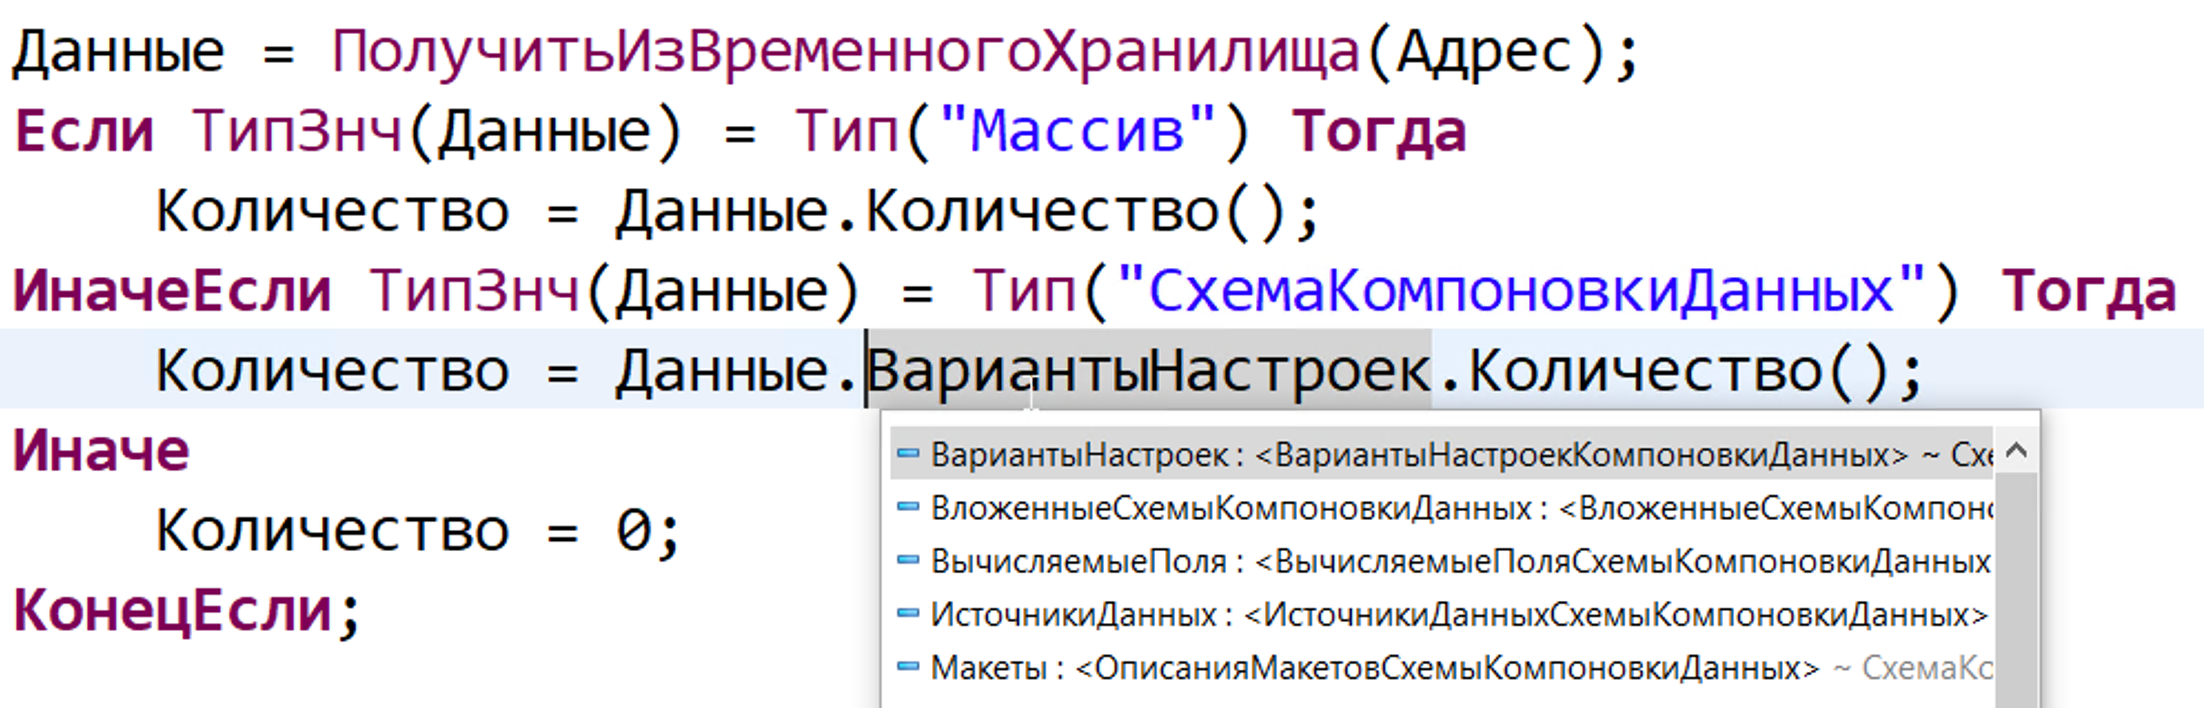 Данные = ПолучитьИзВременногоХранилища(Адрес);
Если ТипЗнч(Данные) = Тип("Массив") Тогда
Количество = Данные.Количество();
ИначеЕсли ТипЗнч(Данные) = Тип("СхемаКомпоновкиДанных") Тогда
Количество = Данные.ВариантыНастроек.Количество();
Иначе
Количество = 0;
КонецЕсли;
ВариантыНастроек : <ВариантыНастроекКомпоновкиДанных> ~ Схе
ВложенныеСхемыКомпоновкиДанных : <ВложенныеСхемыКомпоно
ВычисляемыеПоля : <ВычисляемыеПоляСхемыКомпоновкиДанных
ИсточникиДанных : <ИсточникиДанныхСхемыКомпоновкиДанных>
Макеты : <ОписанияМакетовСхемыКомпоновкиДанных> ~ СхемаКо